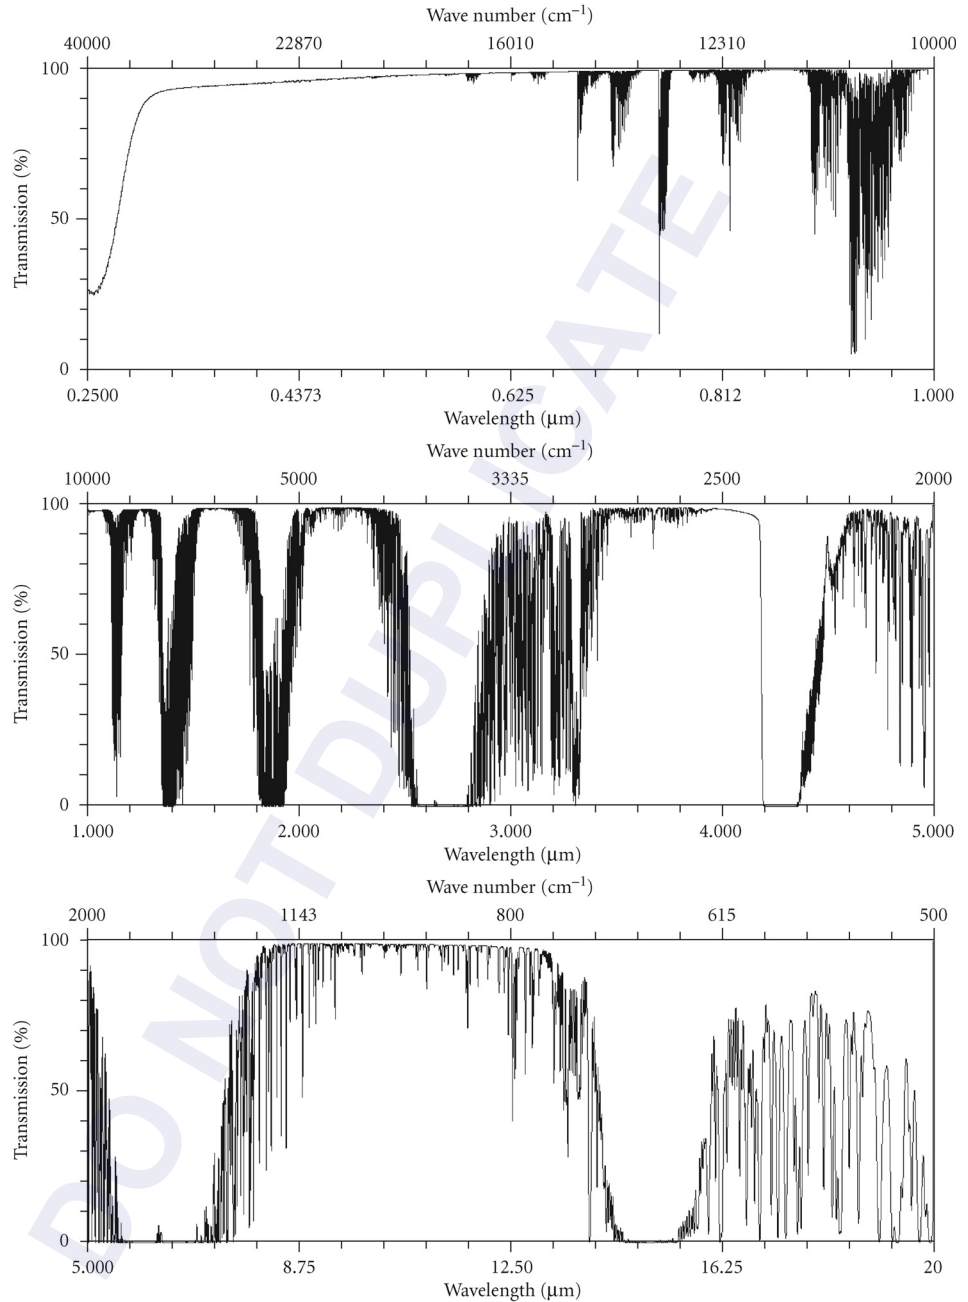 Wave number (cm⁻¹)
40000 22870 16010 12310 10000
100
50
0
Transmission (%)
0.2500 0.4373 0.625 0.812 1.000
Wavelength (μm)
Wave number (cm⁻¹)
10000 5000 3335 2500 2000
100
50
0
Transmission (%)
1.000 2.000 3.000 4.000 5.000
Wavelength (μm)
Wave number (cm⁻¹)
2000 1143 800 615 500
100
50
0
Transmission (%)
5.000 8.75 12.50 16.25 20
Wavelength (μm)
DO NOT DUPLICATE